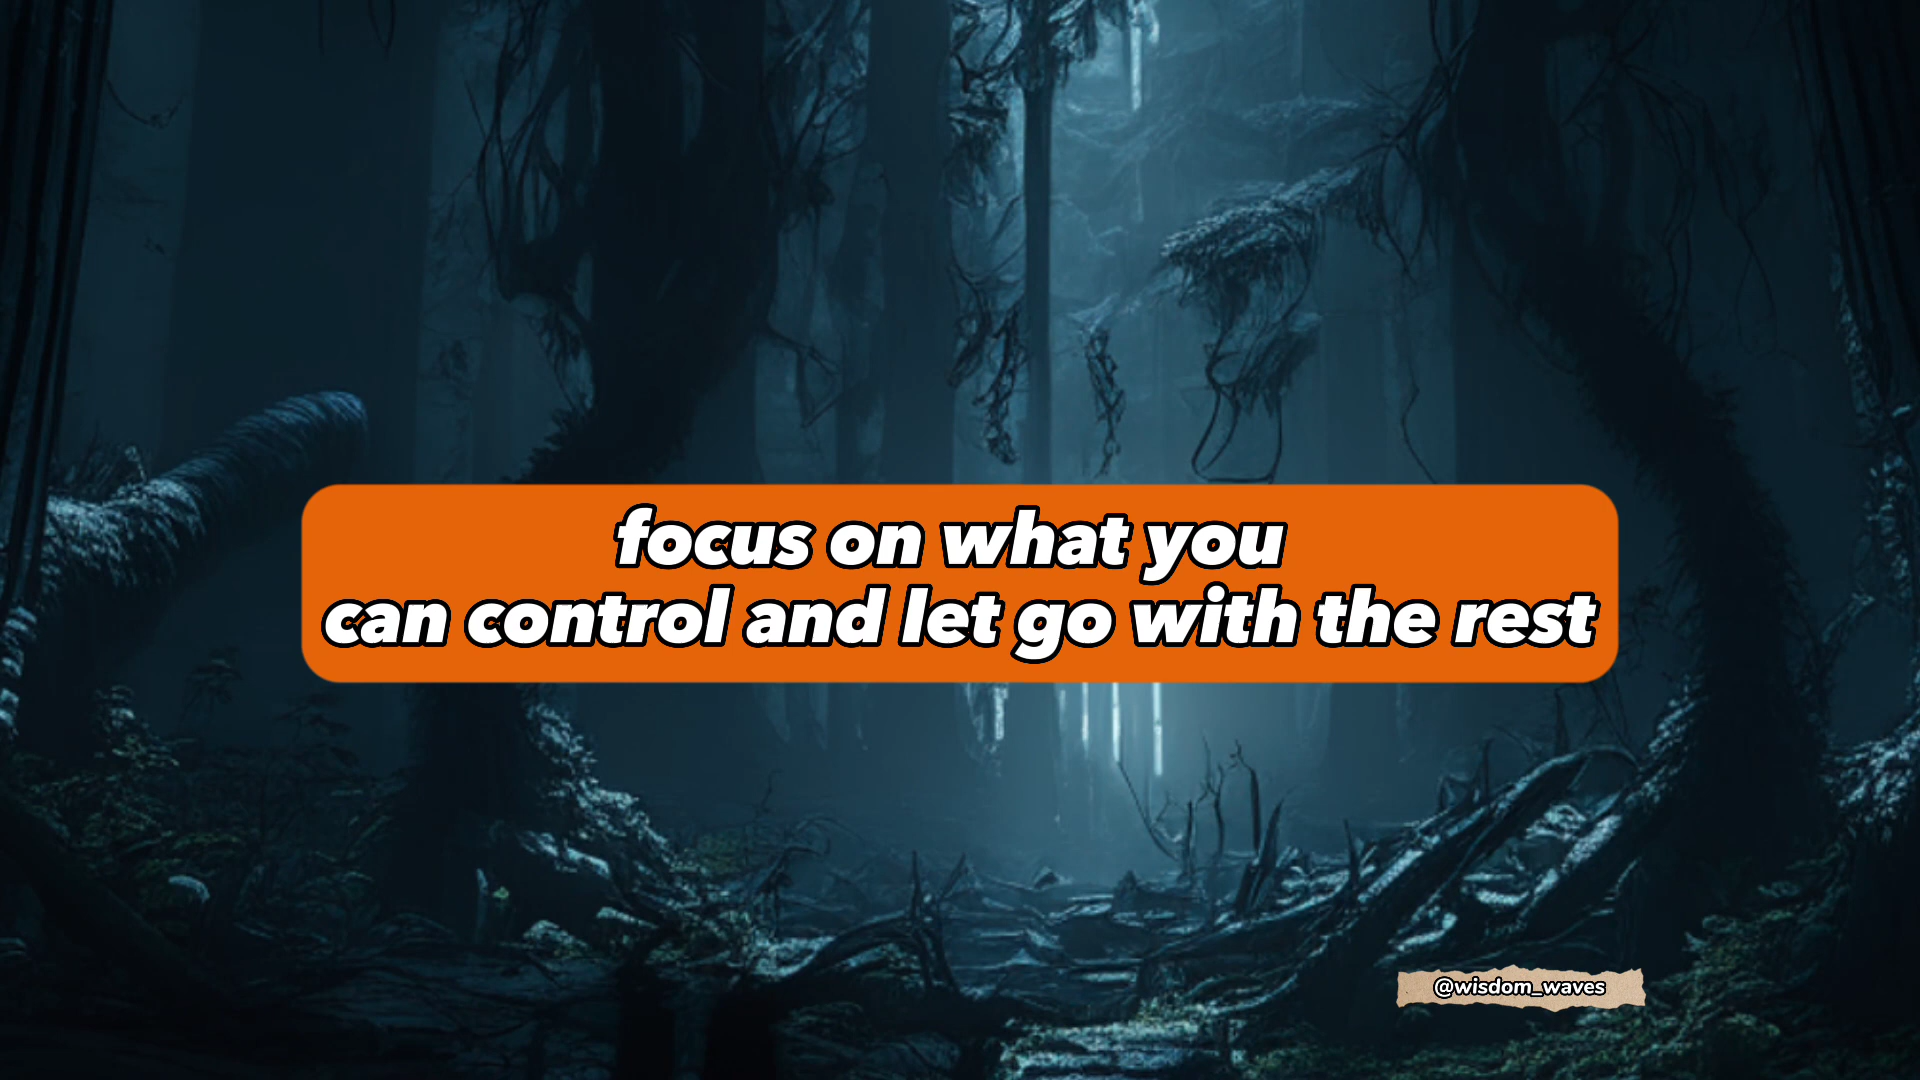 focus on what you
can control and let go with the rest
@wisdom_waves